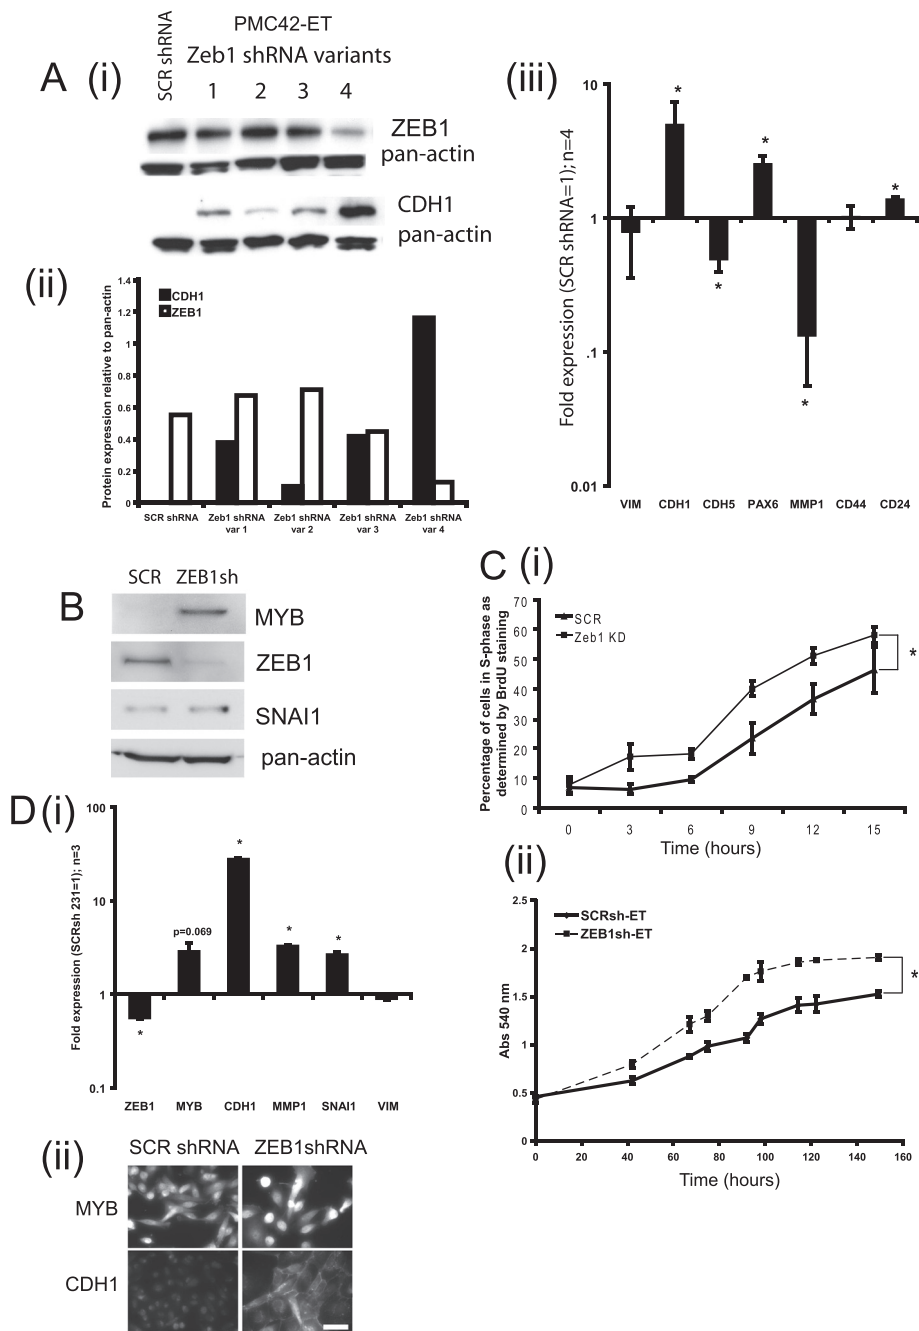 PMC42-ET
SCR shRNA
Zeb1 shRNA variants
A (i)
1 2 3 4
ZEB1
pan-actin
CDH1
pan-actin
(ii)
Protein expression relative to pan-actin
1.4
1.2
1
0.8
0.6
0.4
0.2
0
CDH1
ZEB1
SCR shRNA
Zeb1 shRNA var 1
Zeb1 shRNA var 2
Zeb1 shRNA var 3
Zeb1 shRNA var 4
(iii)
Fold expression (SCR shRNA=1); n=4
10
1
.1
0.01
* * * * * *
VIM CDH1 CDH5 PAX6 MMP1 CD44 CD24
B
SCR ZEB1sh
MYB
ZEB1
SNAI1
pan-actin
C (i)
Percentage of cells in S-phase as
determined by BrdU staining
70
60
50
40
30
20
10
0
SCR
Zeb1 KD
*
0 3 6 9 12 15
Time (hours)
(ii)
Abs 540 nm
2.5
2
1.5
1
0.5
0
SCRsh-ET
ZEB1sh-ET
*
0 20 40 60 80 100 120 140 160
Time (hours)
D (i)
Fold expression (SCRsh 231=1); n=3
100
10
1
0.1
*
p=0.069
*
*
*
ZEB1 MYB CDH1 MMP1 SNAI1 VIM
(ii)
SCR shRNA ZEB1shRNA
MYB
CDH1